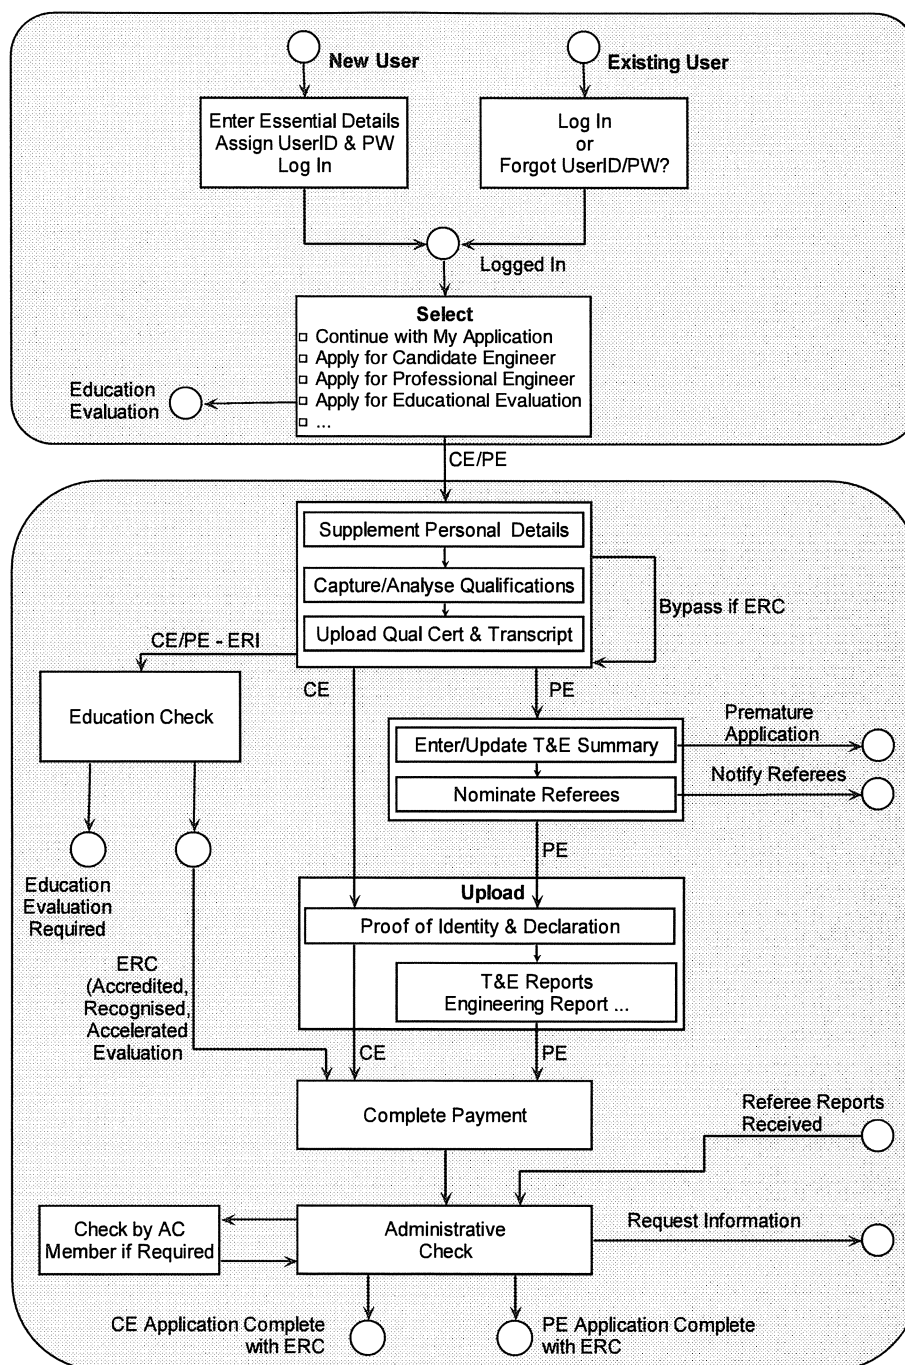 New User
Existing User
Enter Essential Details
Assign UserID & PW
Log In
Log In
or
Forgot UserID/PW?
Logged In
Select
Continue with My Application
Apply for Candidate Engineer
Apply for Professional Engineer
Apply for Educational Evaluation
...
Education
Evaluation
CE/PE
Supplement Personal Details
Capture/Analyse Qualifications
Upload Qual Cert & Transcript
Bypass if ERC
CE/PE - ERI
CE
PE
Education Check
Enter/Update T&E Summary
Nominate Referees
Premature
Application
Notify Referees
PE
Education
Evaluation
Required
Upload
Proof of Identity & Declaration
T&E Reports
Engineering Report ...
ERC
(Accredited,
Recognised,
Accelerated
Evaluation
CE
PE
Complete Payment
Referee Reports
Received
Check by AC
Member if Required
Administrative
Check
Request Information
CE Application Complete
with ERC
PE Application Complete
with ERC